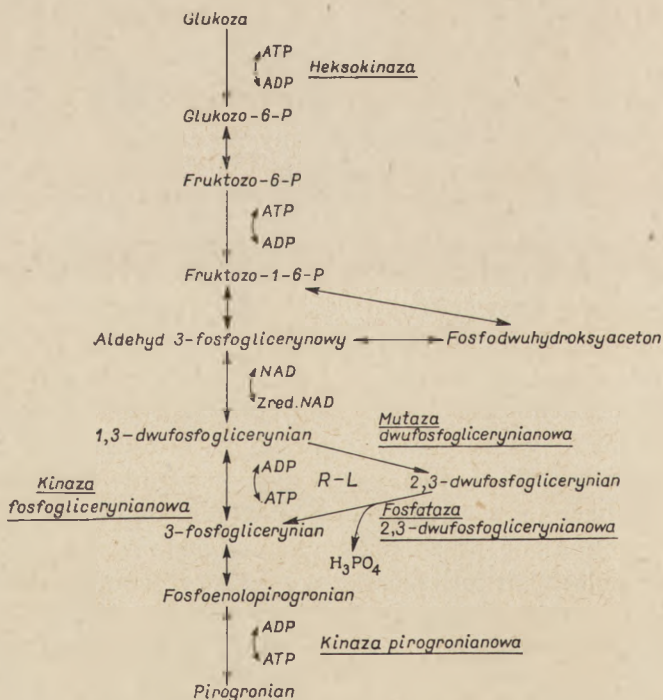 Glukoza
ATP
Heksokinaza
ADP
Glukozo-6-P
Fruktozo-6-P
ATP
ADP
Fruktozo-1-6-P
Aldehyd 3-fosfoglicerynowy
Fosfodwuhydroksyaceton
NAD
Zred.NAD
1,3-dwufosfoglicerynian
Mutaza
dwufosfoglicerynianowa
Kinaza
fosfoglicerynianowa
ADP
ATP
R-L
2,3-dwufosfoglicerynian
3-fosfoglicerynian
Fosfataza
2,3-dwufosfoglicerynianowa
H₃PO₄
Fosfoenolopirogronian
ADP
ATP
Kinaza pirogronianowa
Pirogronian